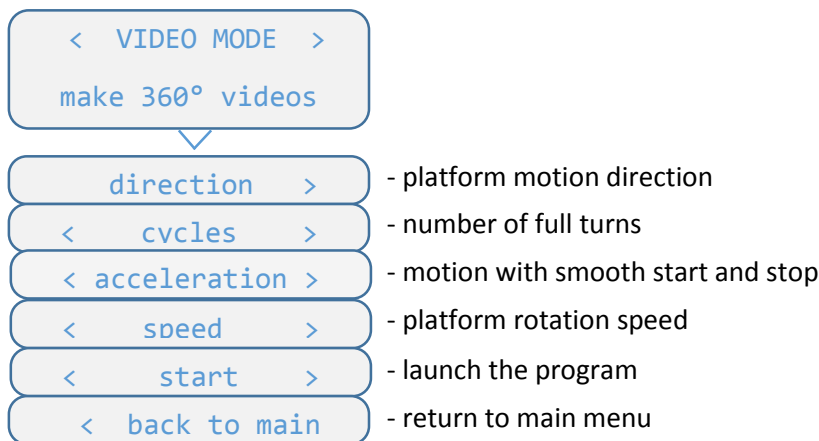 < VIDEO MODE >
make 360° videos
direction > - platform motion direction
< cycles > - number of full turns
< acceleration > - motion with smooth start and stop
< speed > - platform rotation speed
< start > - launch the program
< back to main - return to main menu